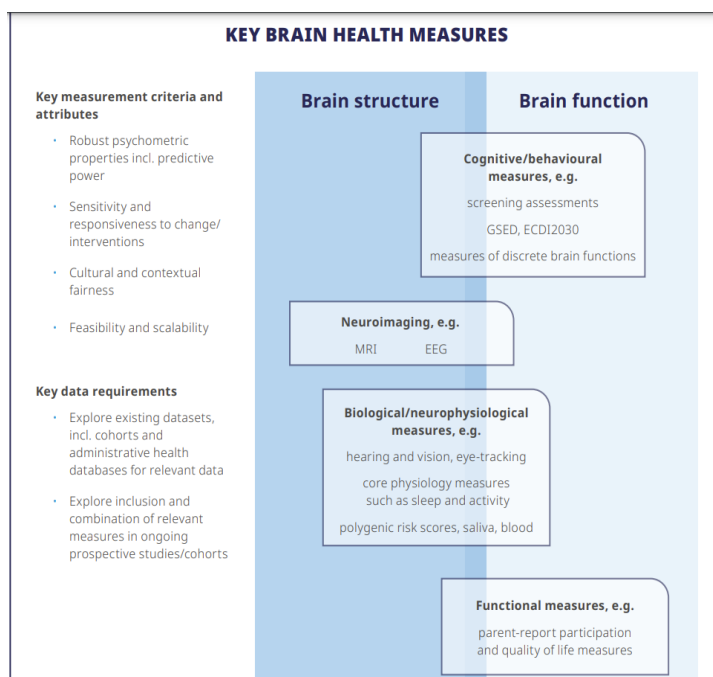 KEY BRAIN HEALTH MEASURES
Key measurement criteria and
attributes
• Robust psychometric
properties incl. predictive
power
• Sensitivity and
responsiveness to change/
interventions
• Cultural and contextual
fairness
• Feasibility and scalability
Key data requirements
• Explore existing datasets,
incl. cohorts and
administrative health
databases for relevant data
• Explore inclusion and
combination of relevant
measures in ongoing
prospective studies/cohorts
Brain structure
Brain function
Cognitive/behavioural
measures, e.g.
screening assessments
GSED, ECDI2030
measures of discrete brain functions
Neuroimaging, e.g.
MRI EEG
Biological/neurophysiological
measures, e.g.
hearing and vision, eye-tracking
core physiology measures
such as sleep and activity
polygenic risk scores, saliva, blood
Functional measures, e.g.
parent-report participation
and quality of life measures